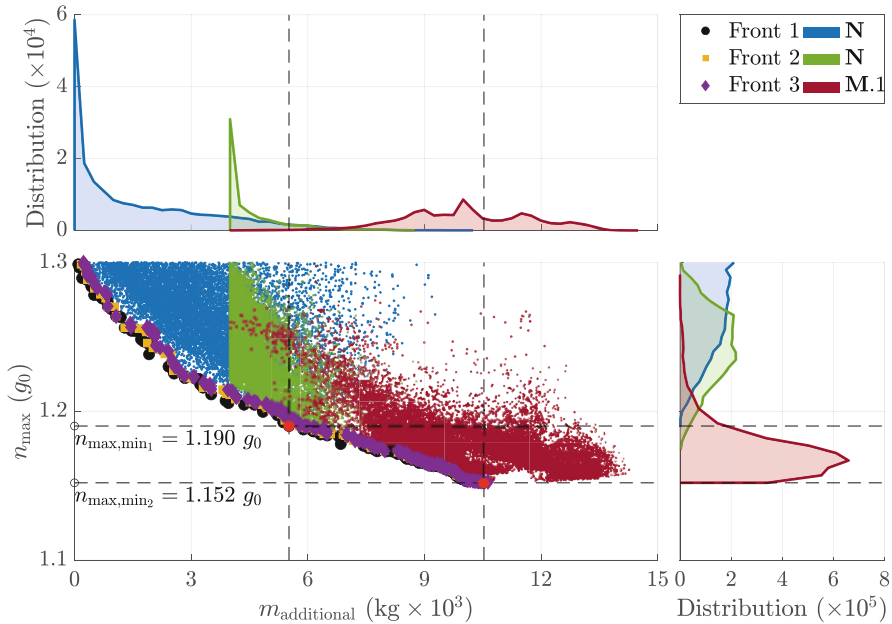 Distribution (×10⁴)
6
4
2
0
Front 1 N
Front 2 N
Front 3 M.1
n_max (g₀)
1.3
1.2
1.1
n_max,min₁ = 1.190 g₀
n_max,min₂ = 1.152 g₀
0 3 6 9 12 15
m_additional (kg × 10³)
0 2 4 6 8
Distribution (×10⁵)